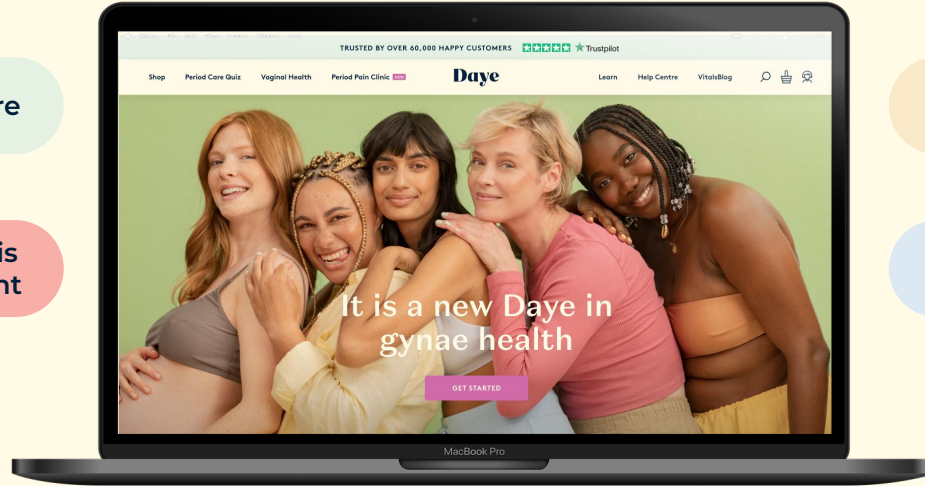 TRUSTED BY OVER 60,000 HAPPY CUSTOMERS ★ Trustpilot
Shop Period Care Quiz Vaginal Health Period Pain Clinic NEW Daye Learn Help Centre VitalsBlog
re
is
nt
It is a new Daye in
gynae health
GET STARTED
MacBook Pro